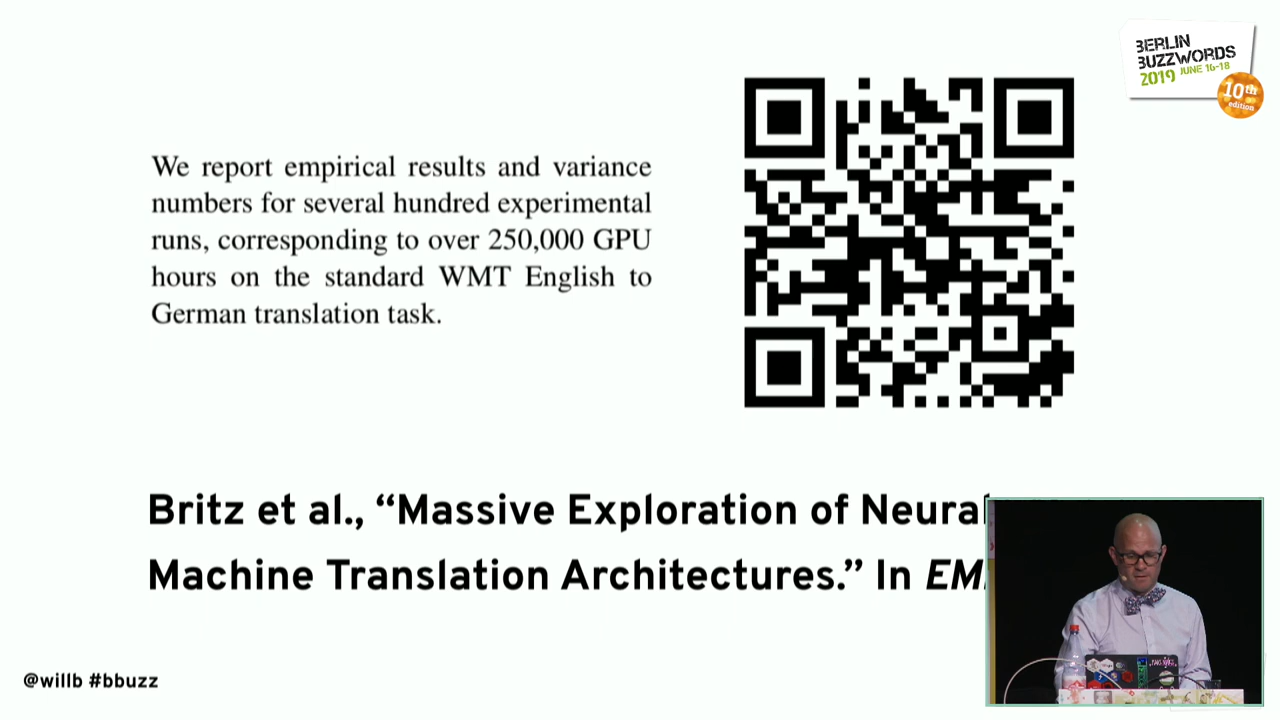 BERLIN
BUZZWORDS
2019 JUNE 16-18
10th
edition
We report empirical results and variance
numbers for several hundred experimental
runs, corresponding to over 250,000 GPU
hours on the standard WMT English to
German translation task.
Britz et al., “Massive Exploration of Neural
Machine Translation Architectures.” In EM
@willb #bbuzz